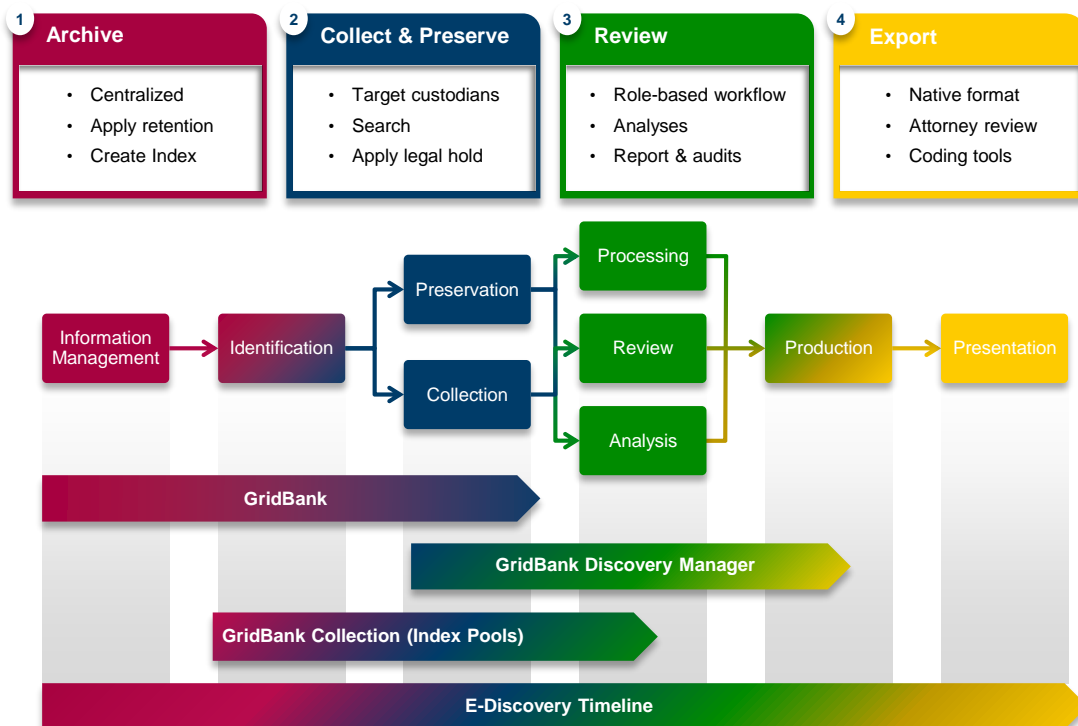 1
Archive
• Centralized
• Apply retention
• Create Index
2
Collect & Preserve
• Target custodians
• Search
• Apply legal hold
3
Review
• Role-based workflow
• Analyses
• Report & audits
4
Export
• Native format
• Attorney review
• Coding tools
Information
Management
Identification
Preservation
Collection
Processing
Review
Analysis
Production
Presentation
GridBank
GridBank Discovery Manager
GridBank Collection (Index Pools)
E-Discovery Timeline